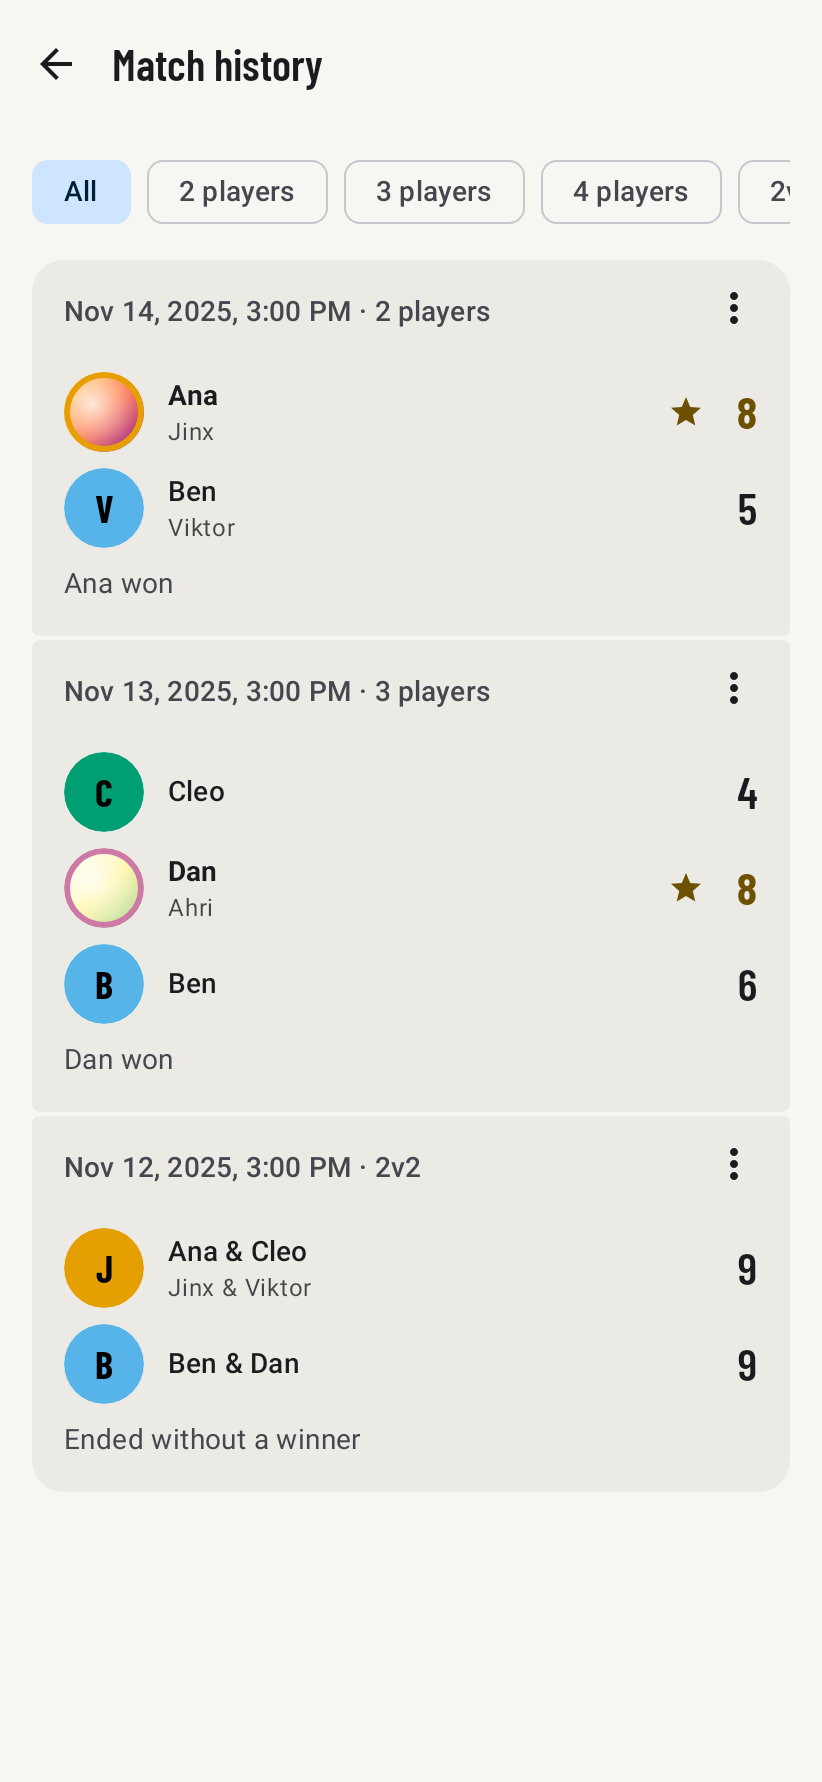 Match history
All
2 players
3 players
4 players
Nov 14, 2025, 3:00 PM · 2 players
Ana
Jinx
8
V
Ben
Viktor
5
Ana won
Nov 13, 2025, 3:00 PM · 3 players
C
Cleo
4
Dan
Ahri
8
B
Ben
6
Dan won
Nov 12, 2025, 3:00 PM · 2v2
J
Ana & Cleo
Jinx & Viktor
9
B
Ben & Dan
9
Ended without a winner